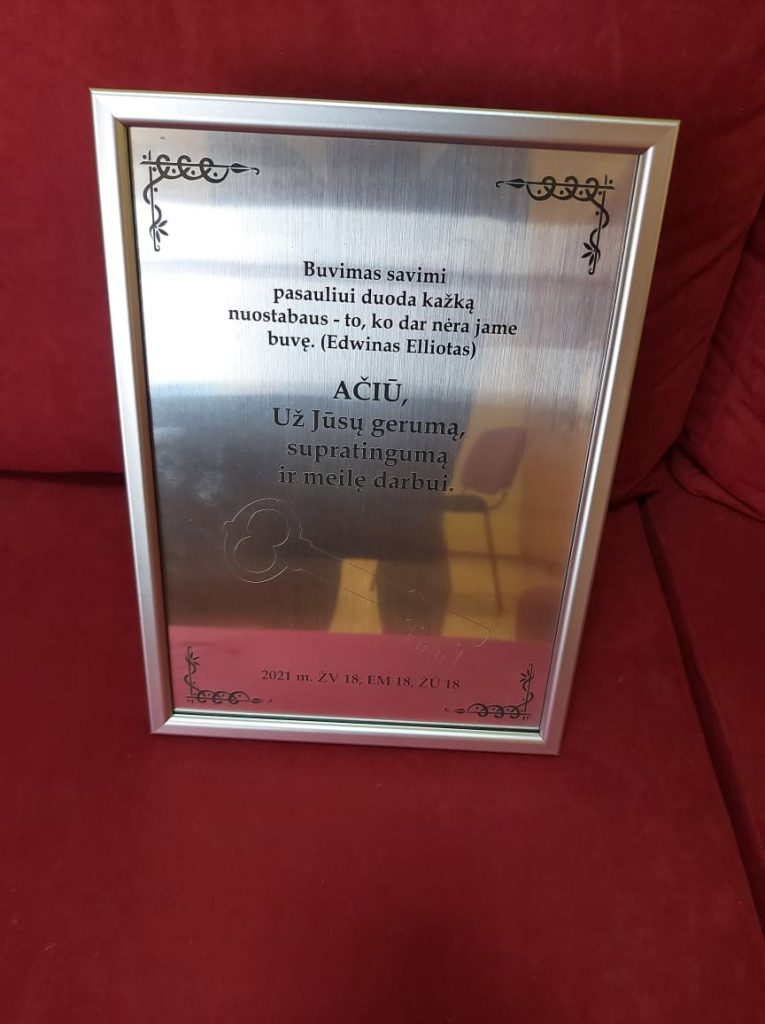 Buvimas savimi
pasauliui duoda kažką
nuostabaus - to, ko dar nėra jame
buvę. (Edwinas Elliotas)
AČIŪ,
Už Jūsų gerumą,
supratingumą
ir meilę darbui.
2021 m. ŽV 18, EM 18, ŽŪ 18